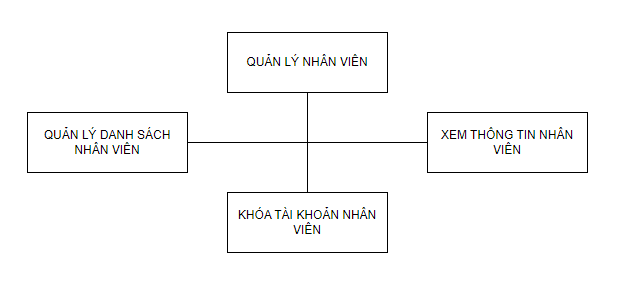 QUẢN LÝ NHÂN VIÊN
QUẢN LÝ DANH SÁCH
NHÂN VIÊN
XEM THÔNG TIN NHÂN
VIÊN
KHÓA TÀI KHOẢN NHÂN
VIÊN